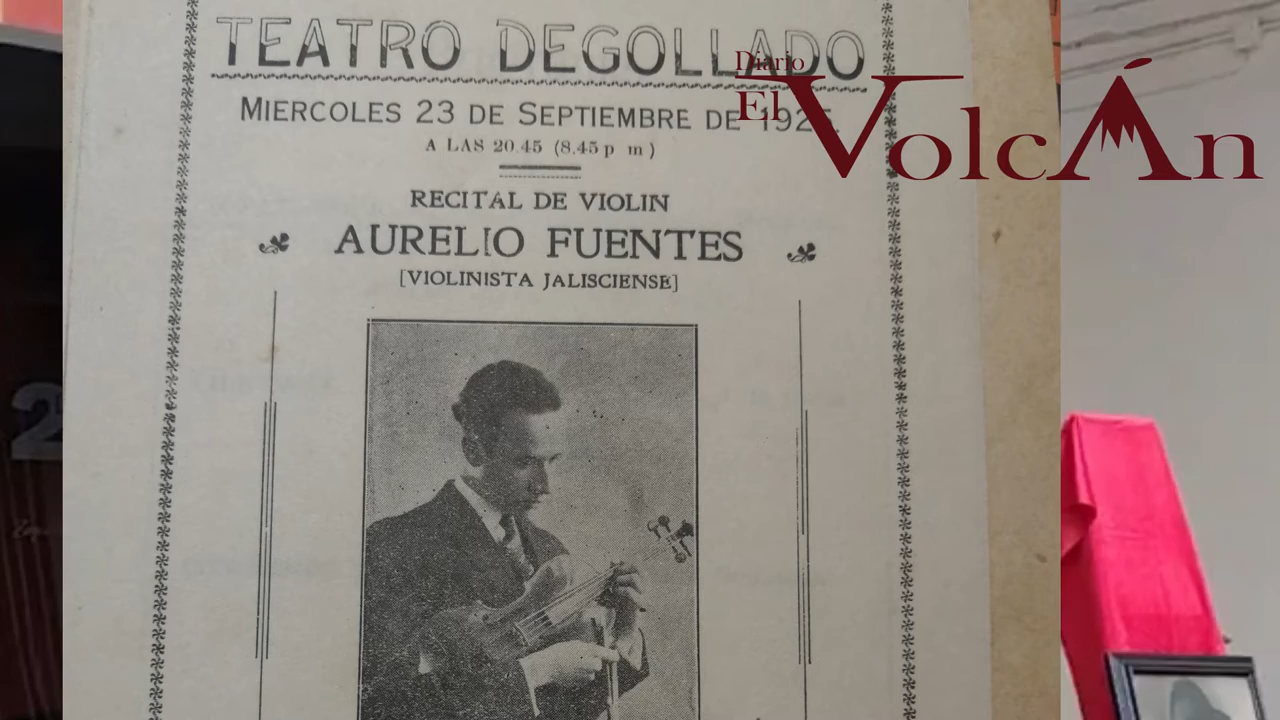 TEATRO DEGOLLADO
MIERCOLES 23 DE SEPTIEMBRE DE 1925.
A LAS 20.45 (8.45 p m)
RECITAL DE VIOLIN
AURELIO FUENTES
[VIOLINISTA JALISCIENSE]
Diario
El VolcÁn